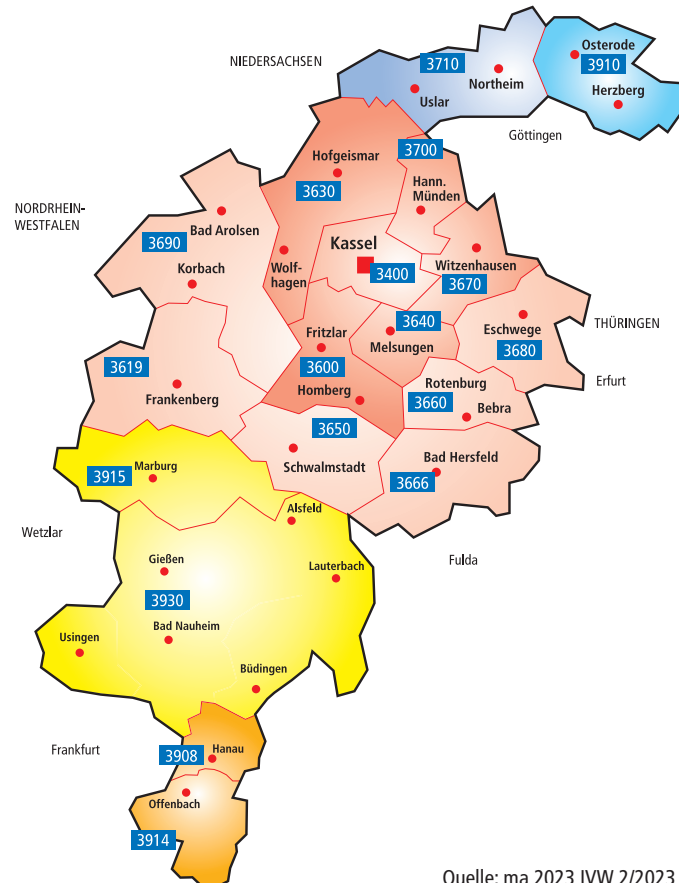 Osterode
3910
Herzberg
NIEDERSACHSEN
3710
Northeim
Uslar
Göttingen
3700
Hofgeismar
3630
Hann.
Münden
NORDRHEIN-
WESTFALEN
Bad Arolsen
3690
Korbach
Wolf-
hagen
Kassel
3400
Witzenhausen
3670
3640
Melsungen
Fritzlar
3600
Homberg
Eschwege
3680
THÜRINGEN
Erfurt
3619
Frankenberg
Rotenburg
3660
Bebra
3650
Schwalmstadt
Bad Hersfeld
3666
3915
Marburg
Alsfeld
Wetzlar
Fulda
Gießen
Lauterbach
3930
Bad Nauheim
Usingen
Büdingen
Frankfurt
3908
Hanau
Offenbach
3914
Quelle: ma 2023 IVW 2/2023